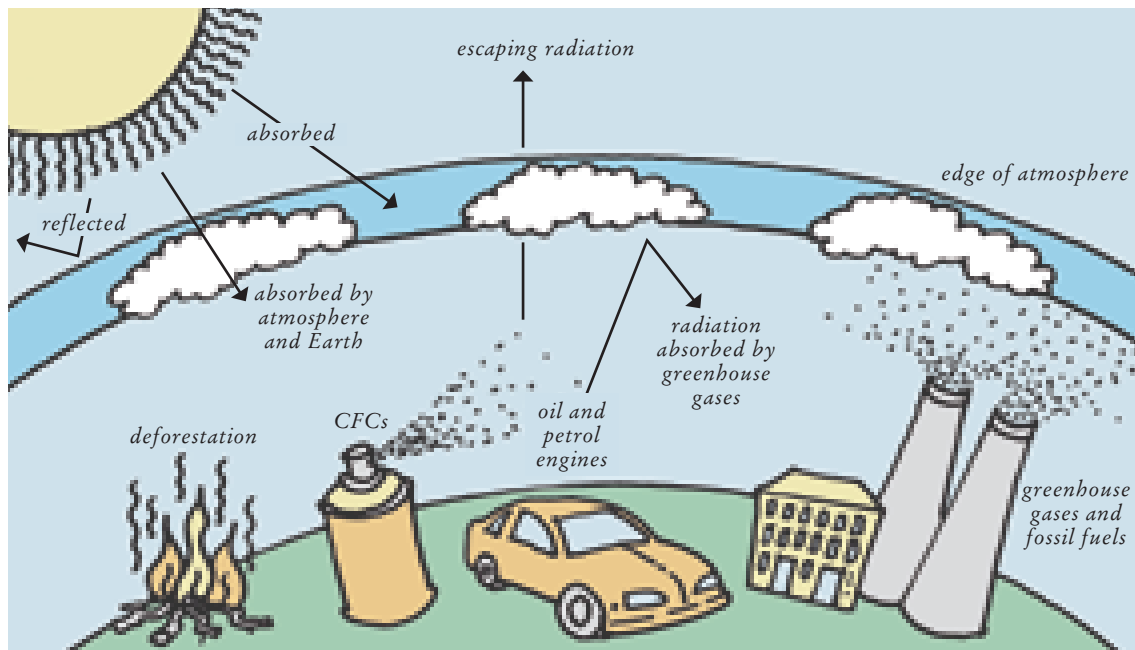 escaping radiation
absorbed
edge of atmosphere
reflected
absorbed by
atmosphere
and Earth
radiation
absorbed by
greenhouse
gases
oil and
petrol
engines
CFCs
deforestation
greenhouse
gases and
fossil fuels